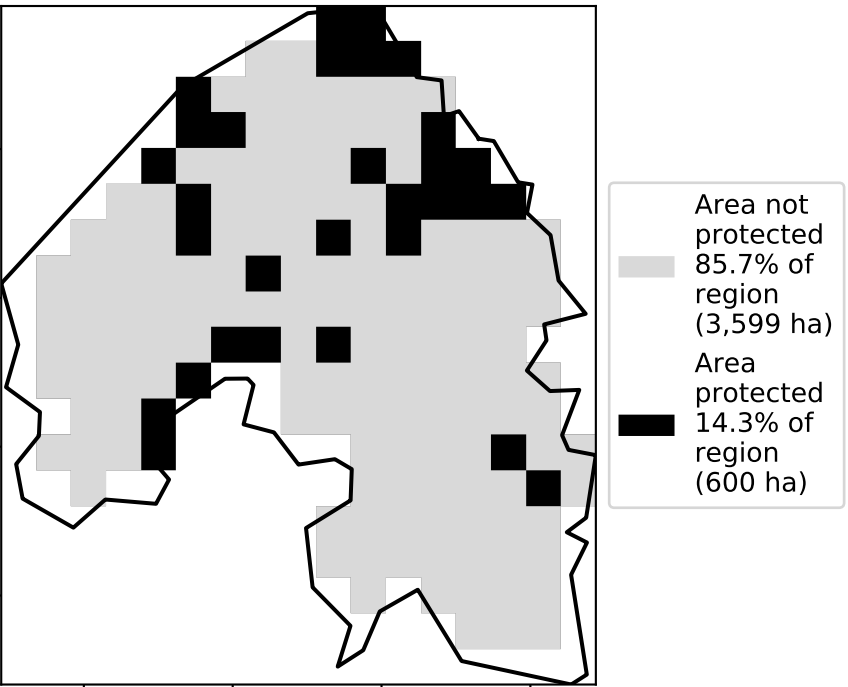 Area not
protected
85.7% of
region
(3,599 ha)
Area
protected
14.3% of
region
(600 ha)